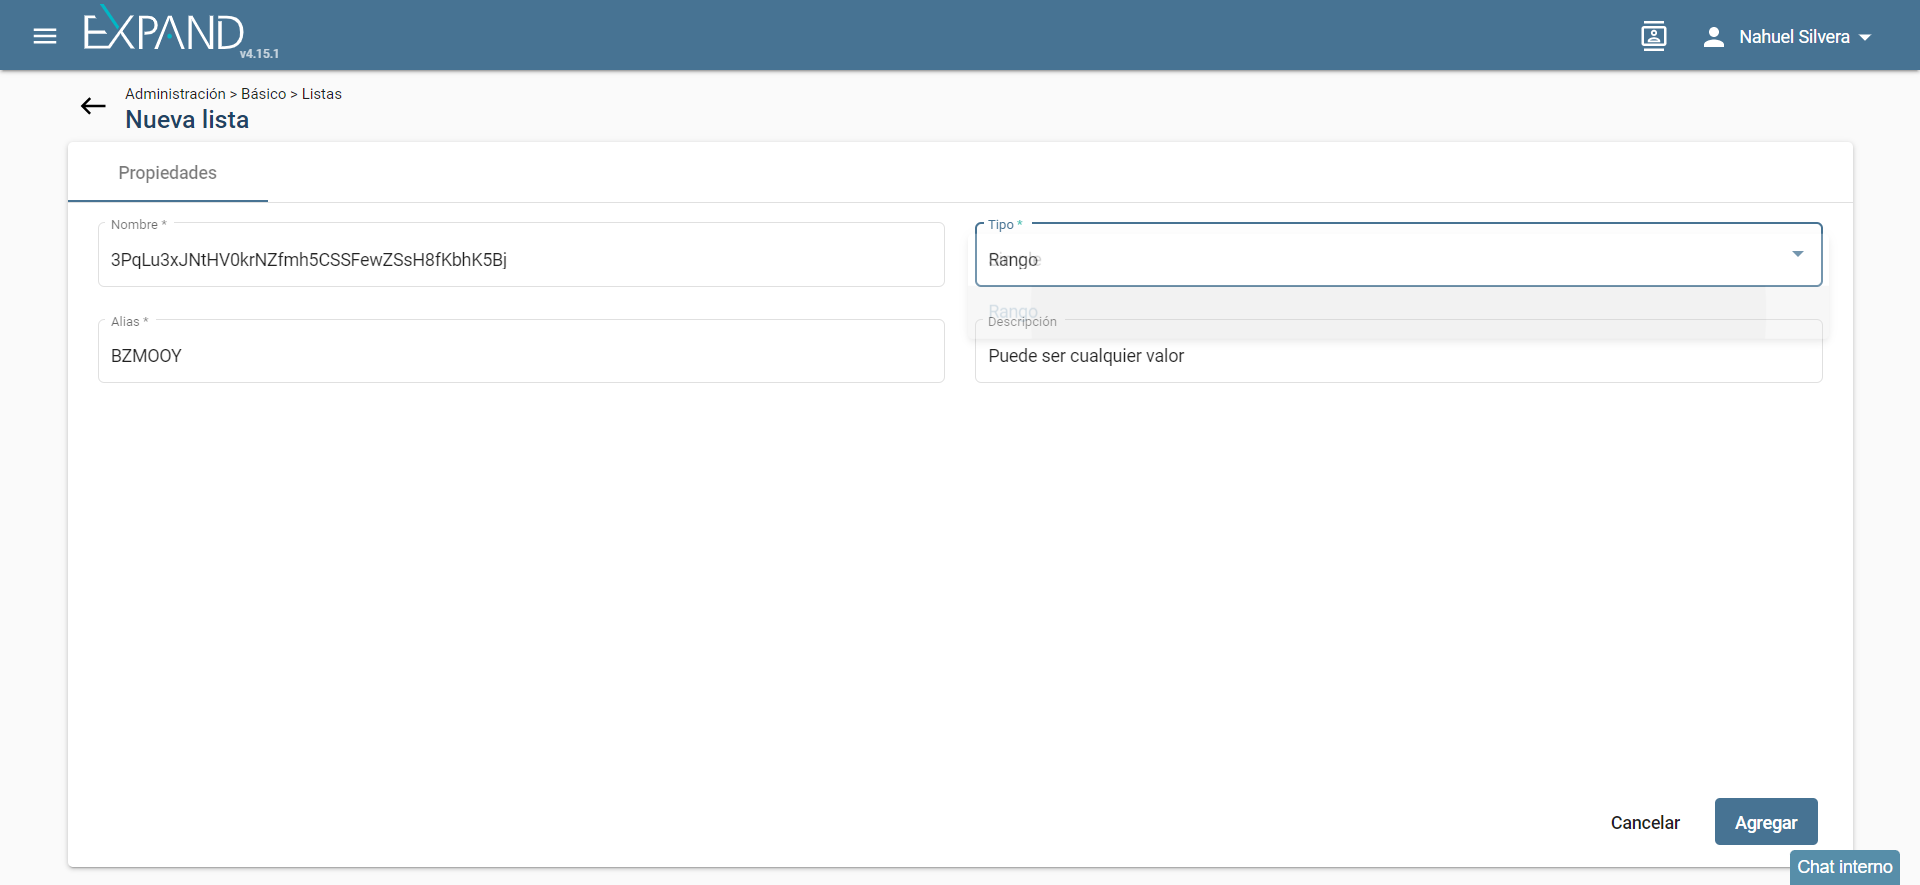 EXPAND
v4.15.1
Nahuel Silvera
Administración > Básico > Listas
Nueva lista
Propiedades
Nombre *
3PqLu3xJNtHV0krNZfmh5CSSFewZSsH8fKbhK5Bj
Tipo *
Rango
Rango
Alias *
BZMOOY
Descripción
Puede ser cualquier valor
Cancelar
Agregar
Chat interno